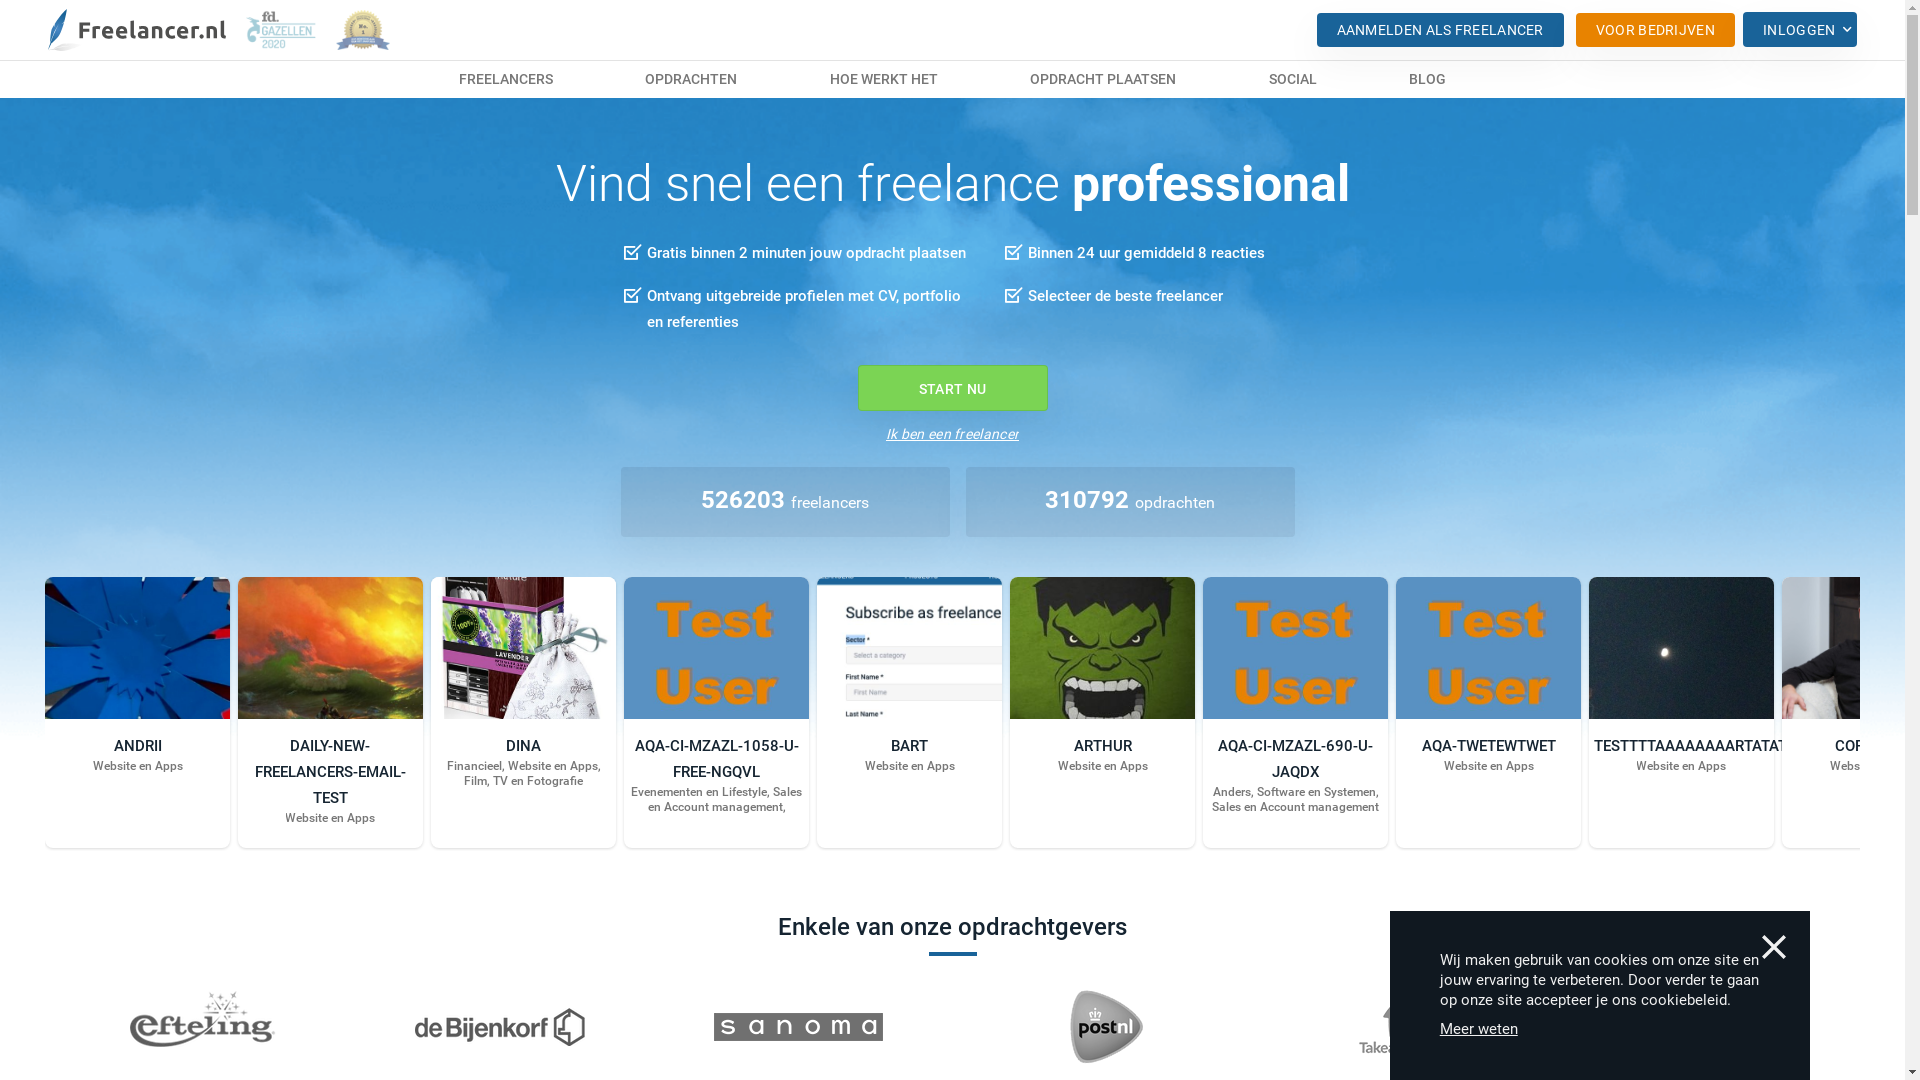 Freelancer.nl
fd.
GAZELLEN
2020
AANMELDEN ALS FREELANCER
VOOR BEDRIJVEN
INLOGGEN
FREELANCERS
OPDRACHTEN
HOE WERKT HET
OPDRACHT PLAATSEN
SOCIAL
BLOG
Vind snel een freelance professional
Gratis binnen 2 minuten jouw opdracht plaatsen
Binnen 24 uur gemiddeld 8 reacties
Ontvang uitgebreide profielen met CV, portfolio
en referenties
Selecteer de beste freelancer
START NU
Ik ben een freelancer
526203 freelancers
310792 opdrachten
100%
LAVENDER
Test
User
Subscribe as freelance
Sector *
Select a category
First Name *
First Name
Last Name *
Test
User
Test
User
ANDRII
Website en Apps
DAILY-NEW-
FREELANCERS-EMAIL-
TEST
Website en Apps
DINA
Financieel, Website en Apps,
Film, TV en Fotografie
AQA-CI-MZAZL-1058-U-
FREE-NGQVL
Evenementen en Lifestyle, Sales
en Account management,
BART
Website en Apps
ARTHUR
Website en Apps
AQA-CI-MZAZL-690-U-
JAQDX
Anders, Software en Systemen,
Sales en Account management
AQA-TWETEWTWET
Website en Apps
TESTTTTAAAAAAAARTATAT
Website en Apps
Enkele van onze opdrachtgevers
Efteling
de Bijenkorf
sanoma
postnl
Wij maken gebruik van cookies om onze site en
jouw ervaring te verbeteren. Door verder te gaan
op onze site accepteer je ons cookiebeleid.
Meer weten